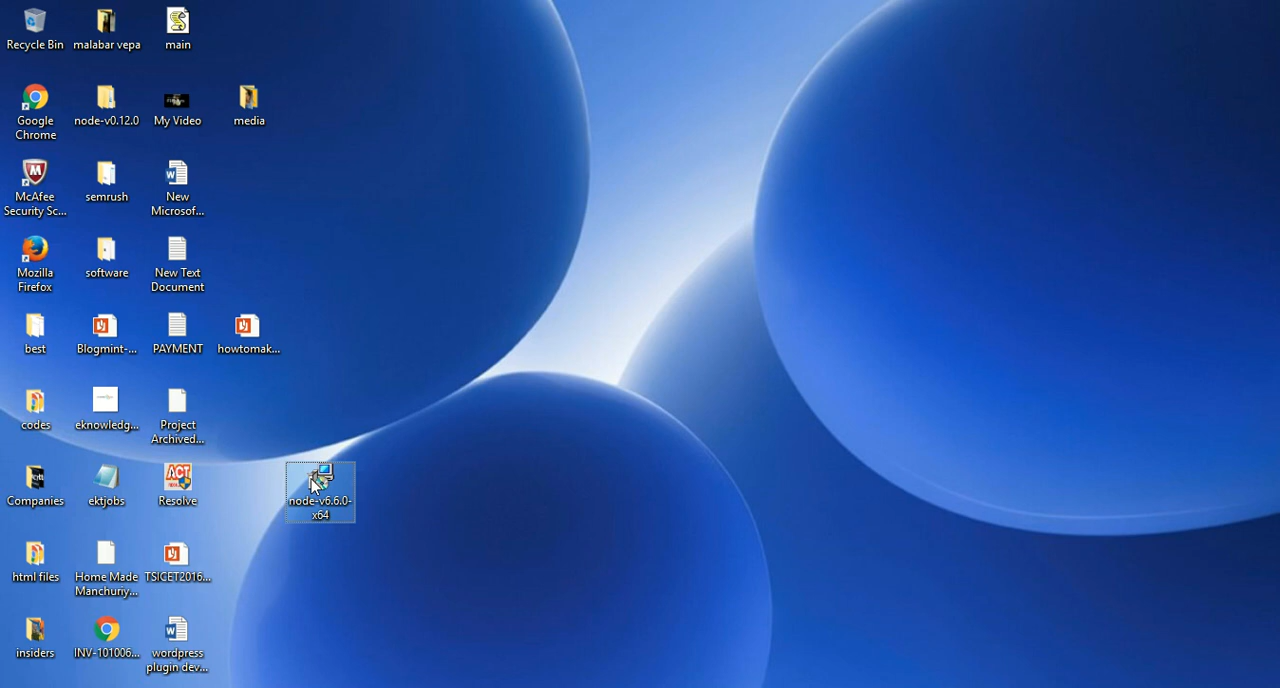 Recycle Bin
malabar vepa
main
Google
Chrome
node-v0.12.0
My Video
media
McAfee
Security Sc...
semrush
New
Microsof...
Mozilla
Firefox
software
New Text
Document
best
Blogmint-...
PAYMENT
howtomak...
codes
eknowledg...
Project
Archived...
Companies
ektjobs
ACT
Resolve
node-v6.6.0-
x64
html files
Home Made
Manchuriy...
TSICET2016...
insiders
INV-101006...
wordpress
plugin dev...